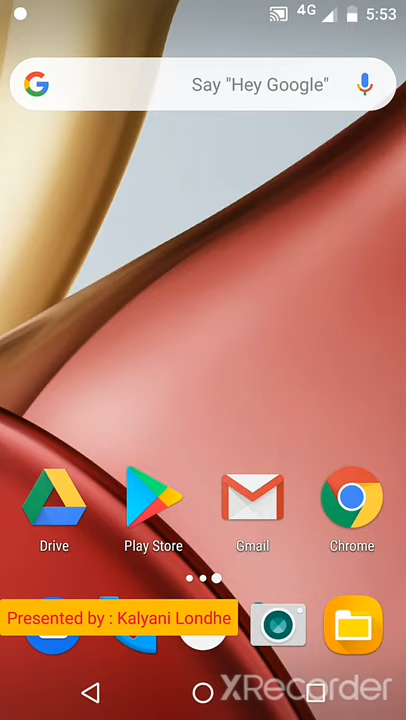 4G 5:53
Say "Hey Google"
Drive Play Store Gmail Chrome
Presented by : Kalyani Londhe
XRecorder